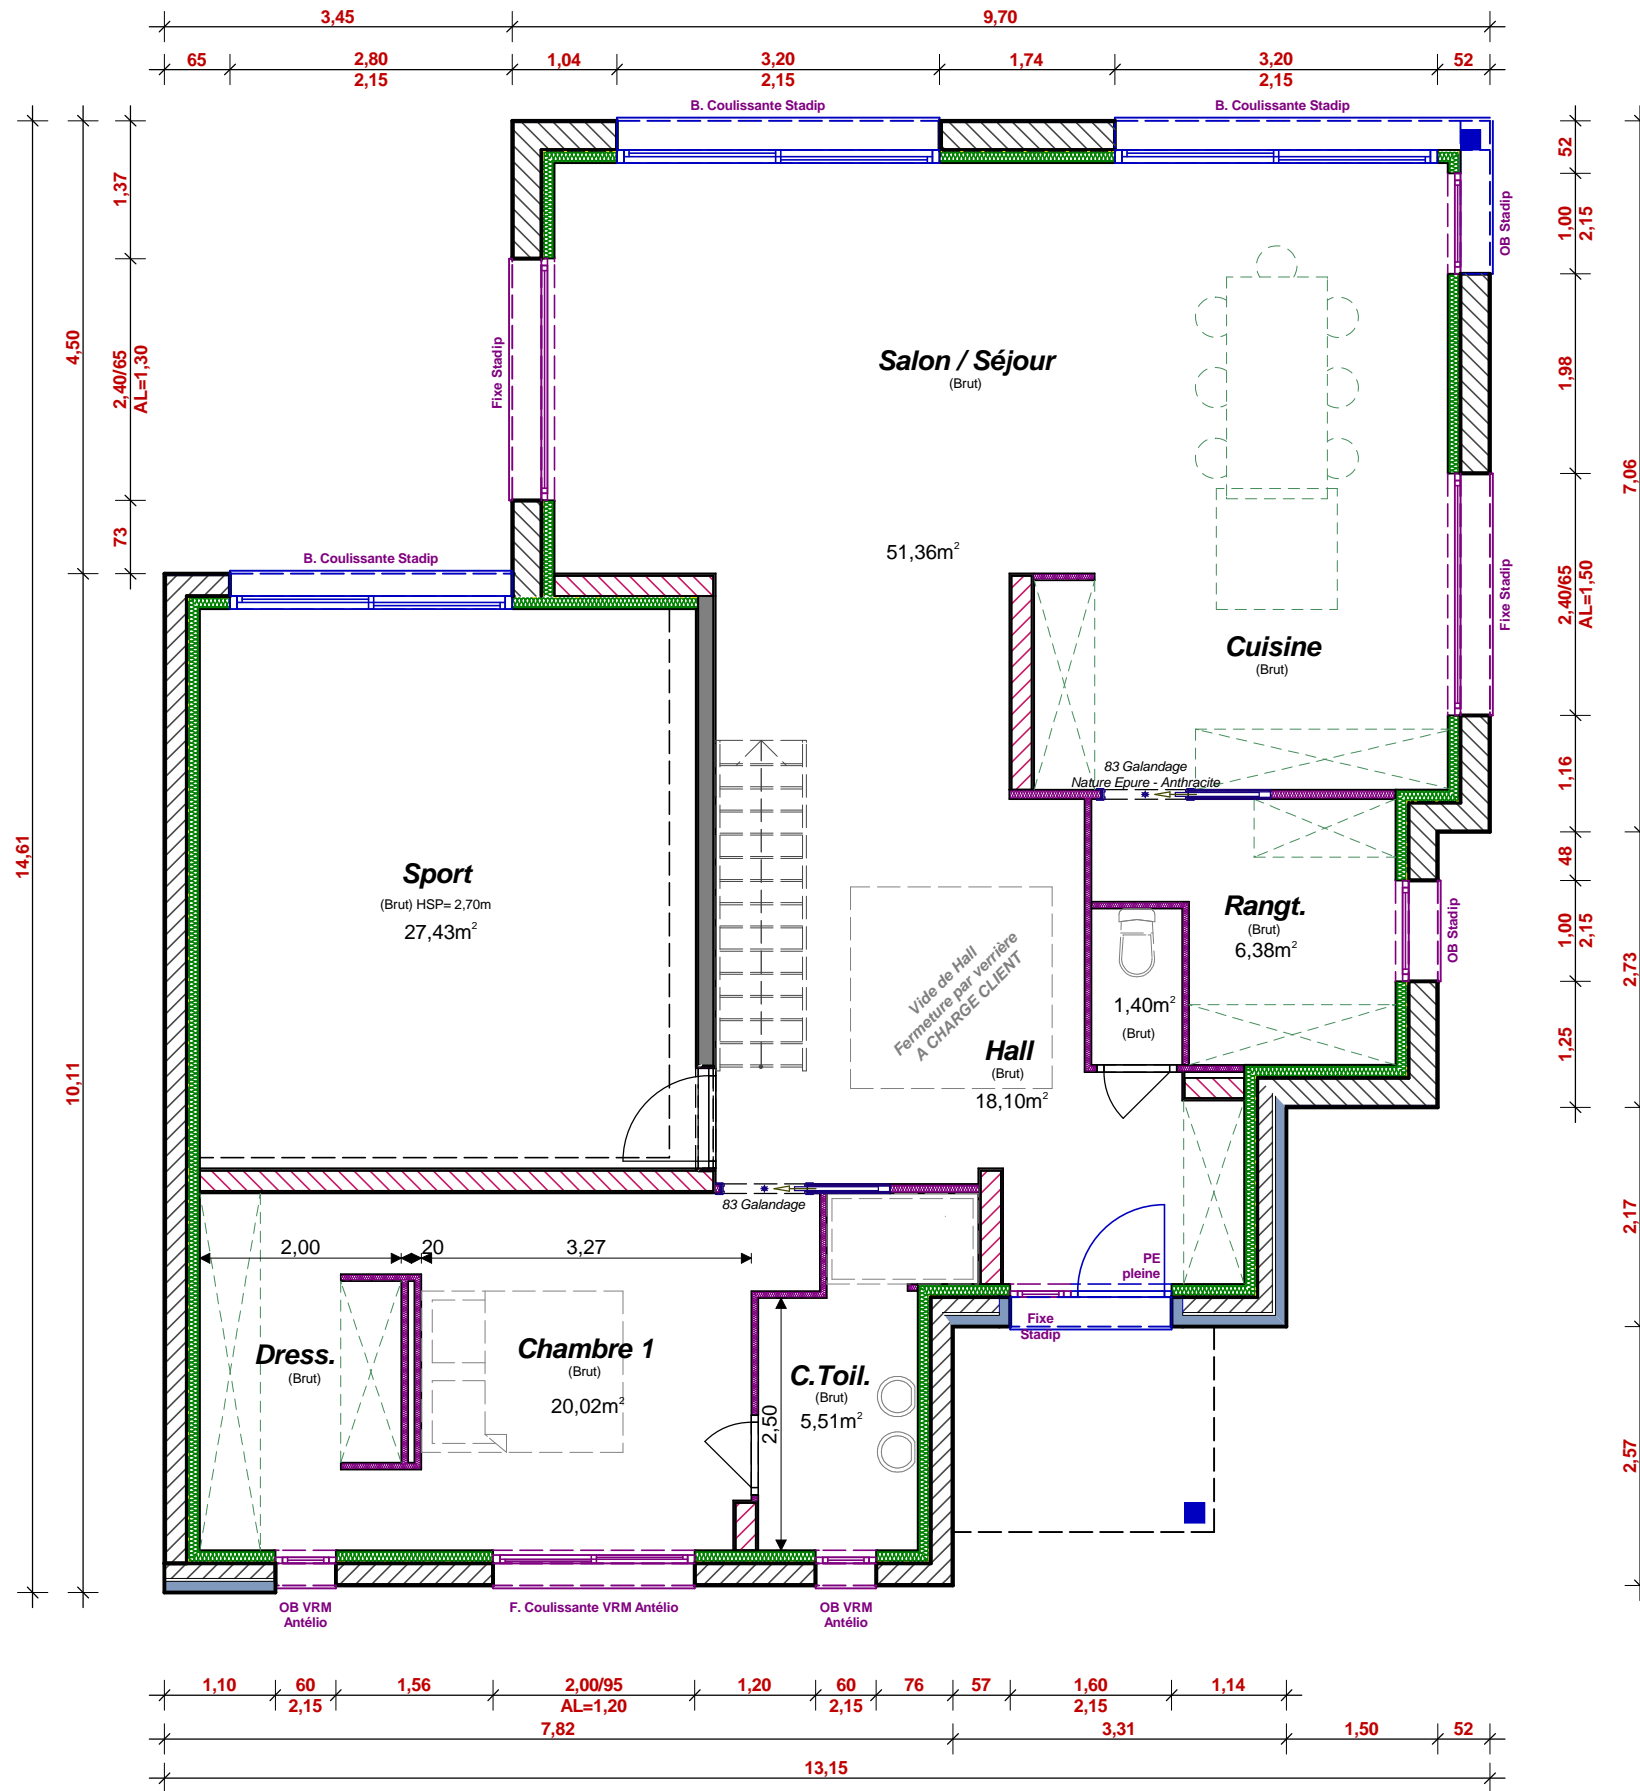 3,45
9,70
65
2,80
2,15
1,04
3,20
2,15
1,74
3,20
2,15
52
B. Coulissante Stadip
B. Coulissante Stadip
14,61
4,50
10,11
1,37
2,40/65
AL=1,30
73
Fixe Stadip
B. Coulissante Stadip
Salon / Séjour
(Brut)
51,36m²
Cuisine
(Brut)
OB Stadip
Fixe Stadip
OB Stadip
52
1,00
2,15
1,98
2,40/65
AL=1,50
1,16
48
1,00
2,15
1,25
7,06
2,73
2,17
2,57
83 Galandage
Nature Epure - Anthracite
Sport
(Brut) HSP= 2,70m
27,43m²
Rangt.
(Brut)
6,38m²
Vide de Hall
Fermeture par verrière
A CHARGE CLIENT
1,40m²
(Brut)
Hall
(Brut)
18,10m²
83 Galandage
2,00
20
3,27
PE
pleine
Fixe
Stadip
Dress.
(Brut)
Chambre 1
(Brut)
20,02m²
C.Toil.
(Brut)
5,51m²
2,50
OB VRM
Antélio
F. Coulissante VRM Antélio
OB VRM
Antélio
1,10
60
2,15
1,56
2,00/95
AL=1,20
1,20
60
2,15
76
57
1,60
2,15
1,14
7,82
3,31
1,50
52
13,15